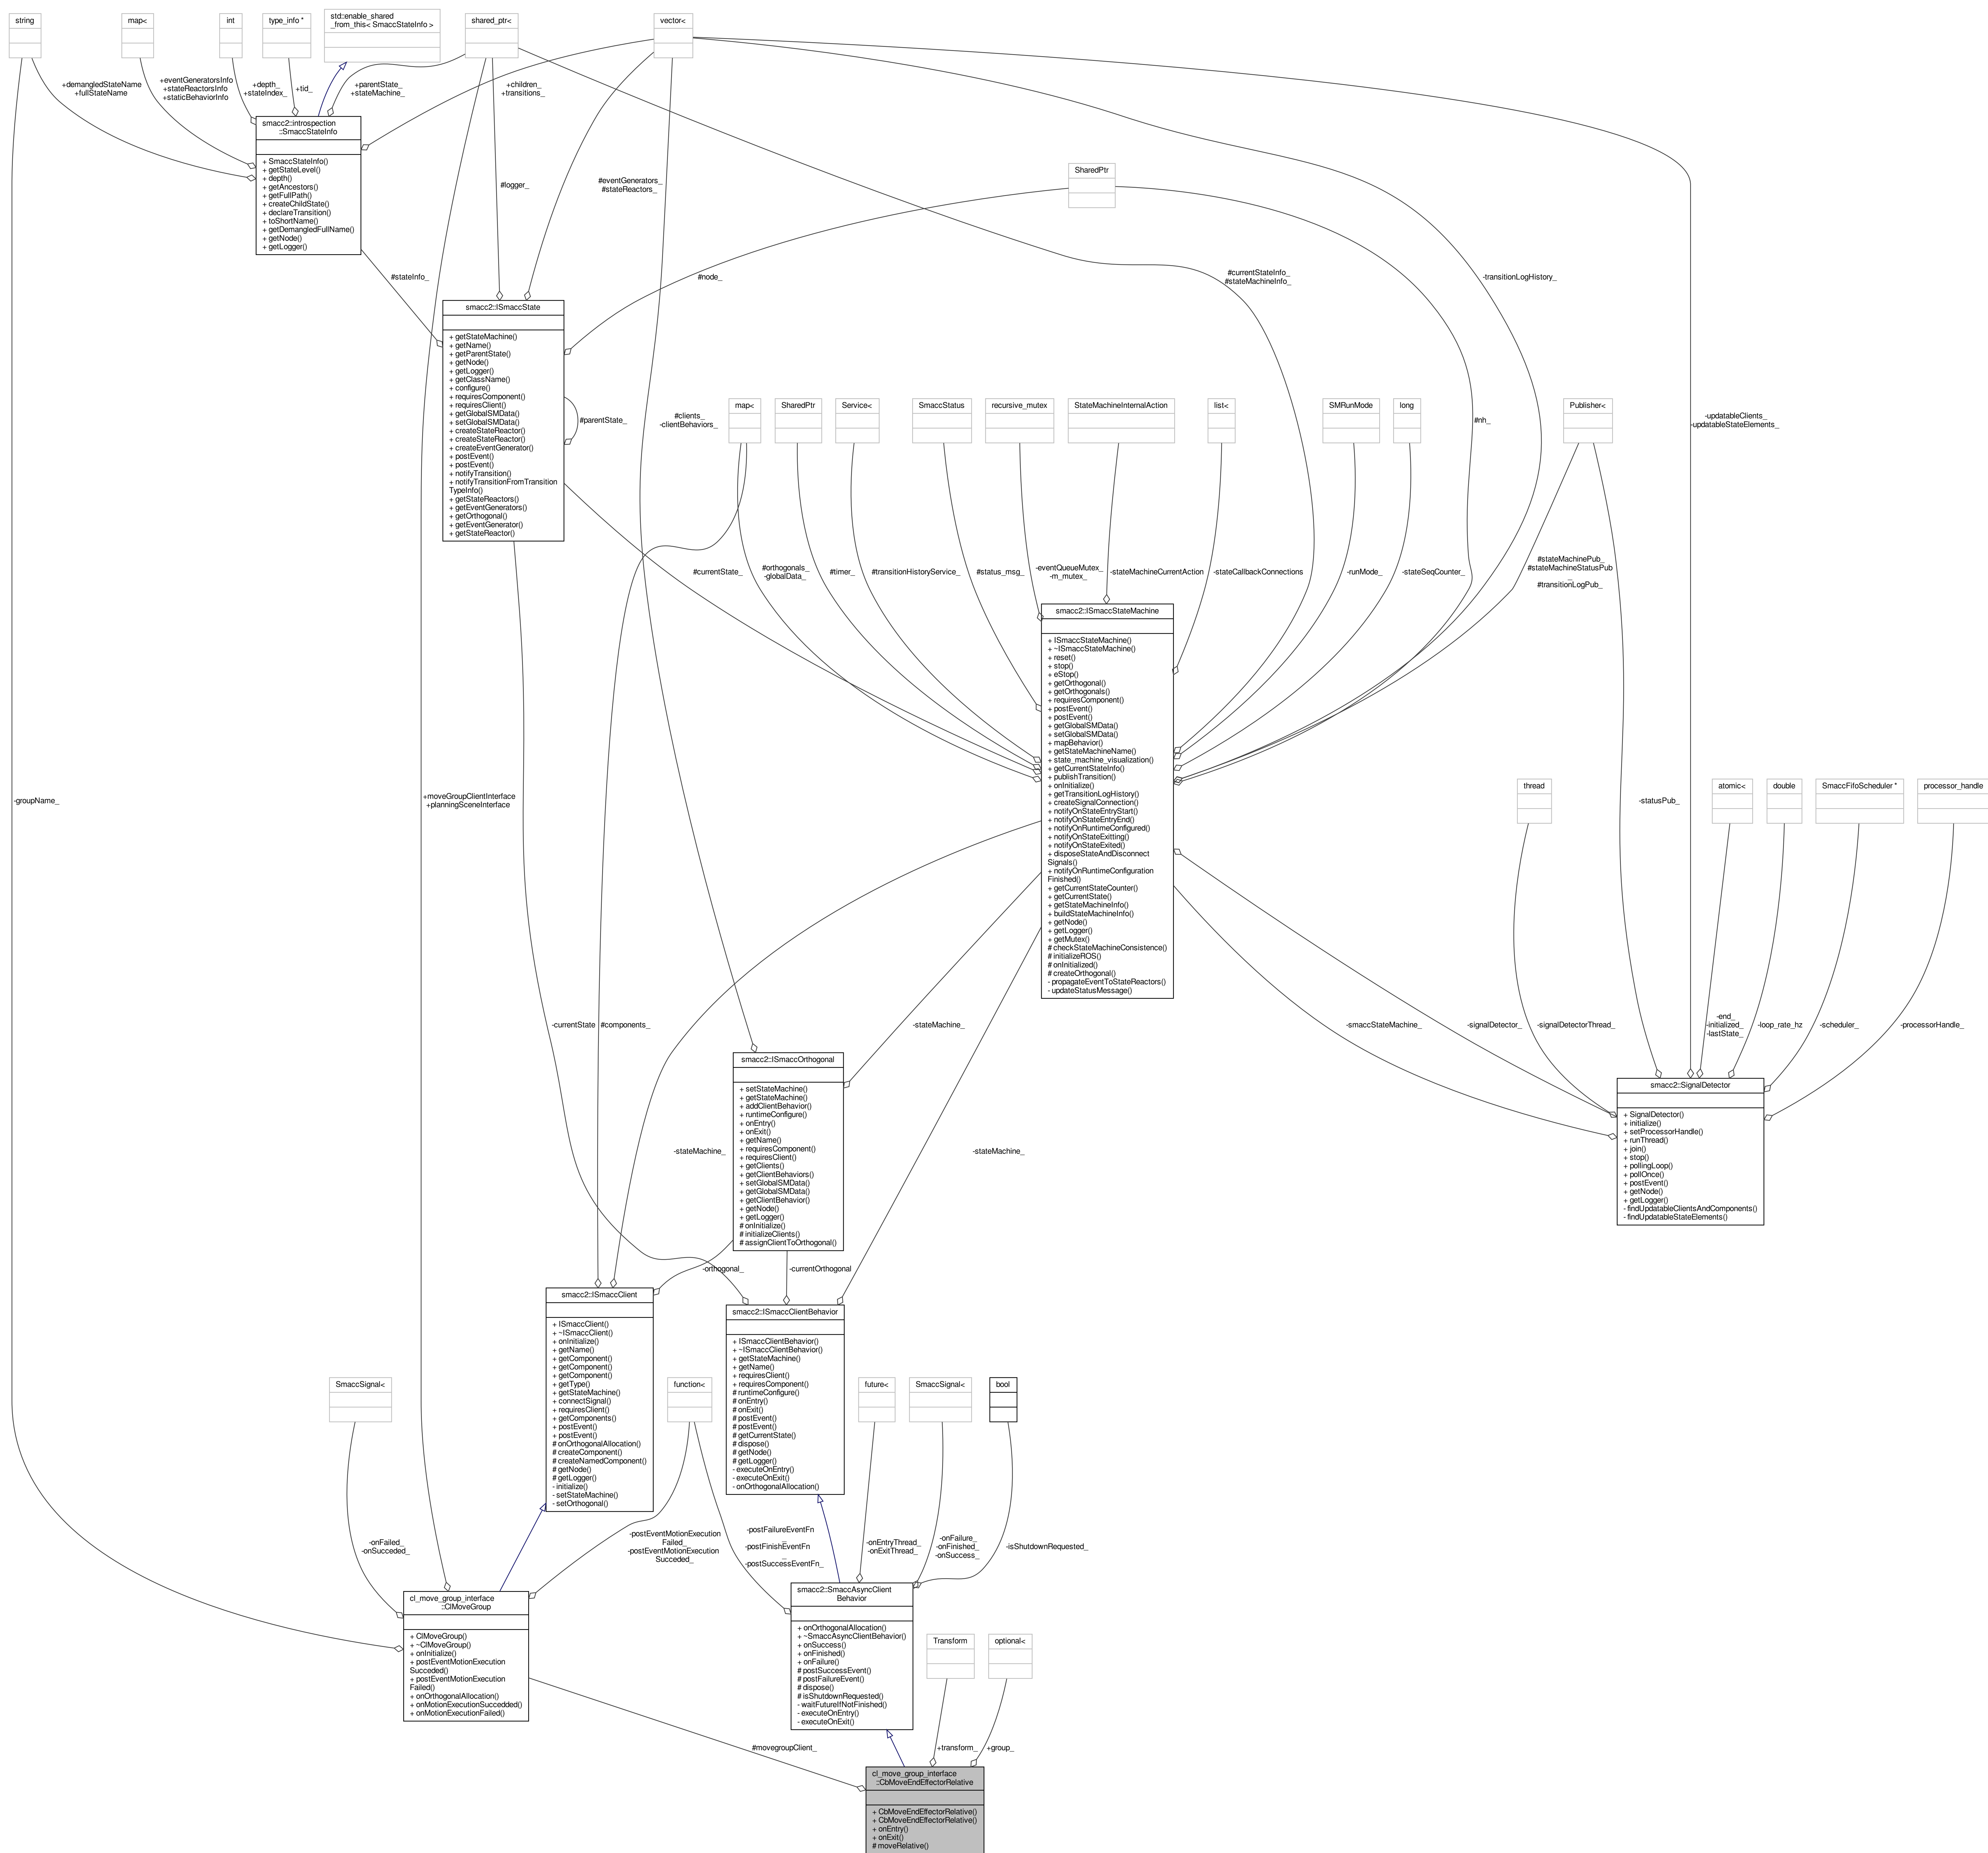 string
map<
int
type_info *
std::enable_shared
_from_this< SmaccStateInfo >
shared_ptr<
vector<
+demangledStateName
+fullStateName
+eventGeneratorsInfo
+stateReactorsInfo
+staticBehaviorInfo
+depth_
+stateIndex_
+tid_
+parentState_
+stateMachine_
+children_
+transitions_
smacc2::introspection
::SmaccStateInfo
+ SmaccStateInfo()
+ getStateLevel()
+ depth()
+ getAncestors()
+ getFullPath()
+ createChildState()
+ declareTransition()
+ toShortName()
+ getDemangledFullName()
+ getNode()
+ getLogger()
#logger_
#eventGenerators_
#stateReactors_
SharedPtr
#stateInfo_
#node_
#currentStateInfo_
#stateMachineInfo_
-transitionLogHistory_
smacc2::ISmaccState
+ getStateMachine()
+ getName()
+ getParentState()
+ getNode()
+ getLogger()
+ getClassName()
+ configure()
+ requiresComponent()
+ requiresClient()
+ getGlobalSMData()
+ setGlobalSMData()
+ createStateReactor()
+ createStateReactor()
+ createEventGenerator()
+ postEvent()
+ postEvent()
+ notifyTransition()
+ notifyTransitionFromTransition
TypeInfo()
+ getStateReactors()
+ getEventGenerators()
+ getOrthogonal()
+ getEventGenerator()
+ getStateReactor()
#parentState_
#clients_
-clientBehaviors_
map<
SharedPtr
Service<
SmaccStatus
recursive_mutex
StateMachineInternalAction
list<
SMRunMode
long
#nh_
Publisher<
-updatableClients_
-updatableStateElements_
#currentState_
#orthogonals_
-globalData_
#timer_
#transitionHistoryService_
#status_msg_
-eventQueueMutex_
-m_mutex_
-stateMachineCurrentAction
-stateCallbackConnections
-runMode_
-stateSeqCounter_
#stateMachinePub_
#stateMachineStatusPub
_
#transitionLogPub_
smacc2::ISmaccStateMachine
+ ISmaccStateMachine()
+ ~ISmaccStateMachine()
+ reset()
+ stop()
+ eStop()
+ getOrthogonal()
+ getOrthogonals()
+ requiresComponent()
+ postEvent()
+ postEvent()
+ getGlobalSMData()
+ setGlobalSMData()
+ mapBehavior()
+ getStateMachineName()
+ state_machine_visualization()
+ getCurrentStateInfo()
+ publishTransition()
+ onInitialize()
+ getTransitionLogHistory()
+ createSignalConnection()
+ notifyOnStateEntryStart()
+ notifyOnStateEntryEnd()
+ notifyOnRuntimeConfigured()
+ notifyOnStateExitting()
+ notifyOnStateExited()
+ disposeStateAndDisconnect
Signals()
+ notifyOnRuntimeConfiguration
Finished()
+ getCurrentStateCounter()
+ getCurrentState()
+ getStateMachineInfo()
+ buildStateMachineInfo()
+ getNode()
+ getLogger()
+ getMutex()
# checkStateMachineConsistence()
# initializeROS()
# onInitialized()
# createOrthogonal()
- propagateEventToStateReactors()
- updateStatusMessage()
-groupName_
+moveGroupClientInterface
+planningSceneInterface
-statusPub_
thread
atomic<
double
SmaccFifoScheduler *
processor_handle
-currentState
#components_
-stateMachine_
-smaccStateMachine_
-signalDetector_
-signalDetectorThread_
-end_
-initialized_
-lastState_
-loop_rate_hz
-scheduler_
-processorHandle_
smacc2::ISmaccOrthogonal
+ setStateMachine()
+ getStateMachine()
+ addClientBehavior()
+ runtimeConfigure()
+ onEntry()
+ onExit()
+ getName()
+ requiresComponent()
+ requiresClient()
+ getClients()
+ getClientBehaviors()
+ setGlobalSMData()
+ getGlobalSMData()
+ getClientBehavior()
+ getNode()
+ getLogger()
# onInitialize()
# initializeClients()
# assignClientToOrthogonal()
smacc2::SignalDetector
+ SignalDetector()
+ initialize()
+ setProcessorHandle()
+ runThread()
+ join()
+ stop()
+ pollingLoop()
+ pollOnce()
+ postEvent()
+ getNode()
+ getLogger()
- findUpdatableClientsAndComponents()
- findUpdatableStateElements()
-stateMachine_
-stateMachine_
-orthogonal_
-currentOrthogonal
smacc2::ISmaccClient
+ ISmaccClient()
+ ~ISmaccClient()
+ onInitialize()
+ getName()
+ getComponent()
+ getComponent()
+ getComponent()
+ getType()
+ getStateMachine()
+ connectSignal()
+ requiresClient()
+ getComponents()
+ postEvent()
+ postEvent()
# onOrthogonalAllocation()
# createComponent()
# createNamedComponent()
# getNode()
# getLogger()
- initialize()
- setStateMachine()
- setOrthogonal()
smacc2::ISmaccClientBehavior
+ ISmaccClientBehavior()
+ ~ISmaccClientBehavior()
+ getStateMachine()
+ getName()
+ requiresClient()
+ requiresComponent()
# runtimeConfigure()
# onEntry()
# onExit()
# postEvent()
# postEvent()
# getCurrentState()
# dispose()
# getNode()
# getLogger()
- executeOnEntry()
- executeOnExit()
- onOrthogonalAllocation()
SmaccSignal<
function<
future<
SmaccSignal<
bool
-onFailed_
-onSucceded_
-postEventMotionExecution
Failed_
-postEventMotionExecution
Succeded_
-postFailureEventFn
_
-postFinishEventFn
_
-postSuccessEventFn_
-onEntryThread_
-onExitThread_
-onFailure_
-onFinished_
-onSuccess_
-isShutdownRequested_
cl_move_group_interface
::ClMoveGroup
+ ClMoveGroup()
+ ~ClMoveGroup()
+ onInitialize()
+ postEventMotionExecution
Succeded()
+ postEventMotionExecution
Failed()
+ onOrthogonalAllocation()
+ onMotionExecutionSuccedded()
+ onMotionExecutionFailed()
smacc2::SmaccAsyncClient
Behavior
+ onOrthogonalAllocation()
+ ~SmaccAsyncClientBehavior()
+ onSuccess()
+ onFinished()
+ onFailure()
# postSuccessEvent()
# postFailureEvent()
# dispose()
# isShutdownRequested()
- waitFutureIfNotFinished()
- executeOnEntry()
- executeOnExit()
Transform
optional<
#movegroupClient_
+transform_
+group_
cl_move_group_interface
::CbMoveEndEffectorRelative
+ CbMoveEndEffectorRelative()
+ CbMoveEndEffectorRelative()
+ onEntry()
+ onExit()
# moveRelative()